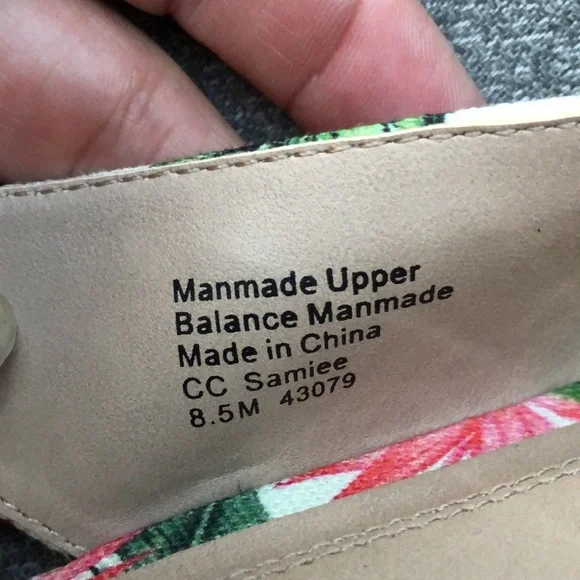 Manmade Upper
Balance Manmade
Made in China
CC Samiee
8.5M 43079